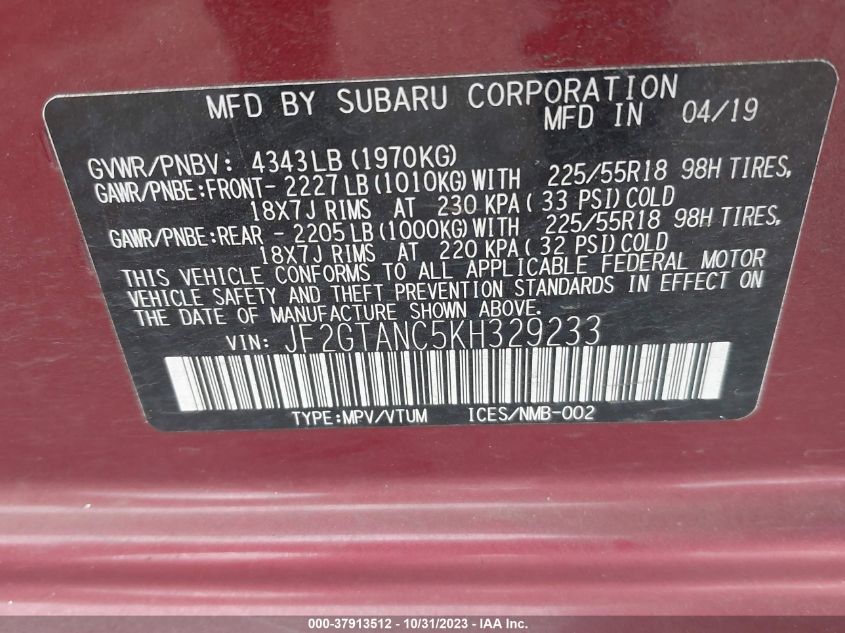 MFD BY SUBARU CORPORATION
MFD IN 04/19
GVWR/PNBV: 4343LB(1970KG)
GAWR/PNBE:FRONT- 2227LB(1010KG)WITH 225/55R18 98H TIRES,
18X7J RIMS AT 230 KPA( 33 PSI)COLD
GAWR/PNBE:REAR - 2205LB(1000KG)WITH 225/55R18 98H TIRES,
18X7J RIMS AT 220 KPA( 32 PSI)COLD
THIS VEHICLE CONFORMS TO ALL APPLICABLE FEDERAL MOTOR
VEHICLE SAFETY AND THEFT PREVENTION STANDARDS IN EFFECT ON
THE DATE OF MANUFACTURE SHOWN ABOVE.
VIN: JF2GTANC5KH329233
TYPE:MPV/VTUM ICES/NMB-002
000-37913512 - 10/31/2023 - IAA Inc.